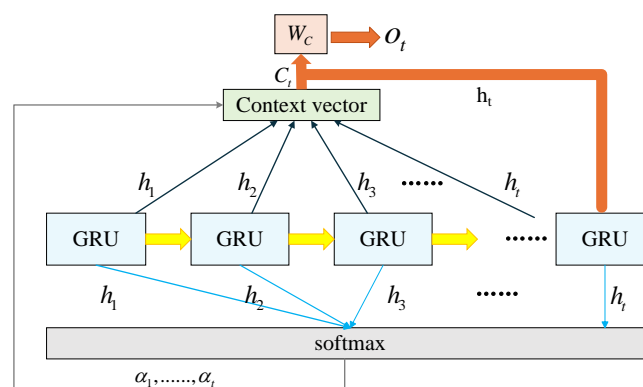 W_C
O_t
C_t
h_t
Context vector
h_1
h_2
h_3
......
h_t
GRU
GRU
GRU
......
GRU
h_1
h_2
h_3
......
h_t
softmax
α_1,......,α_t